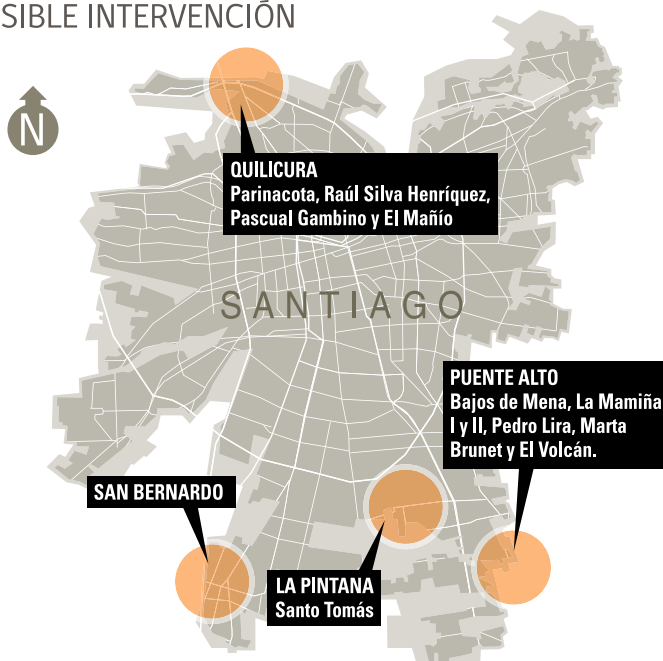 SIBLE INTERVENCIÓN
N
QUILICURA
Parinacota, Raúl Silva Henríquez,
Pascual Gambino y El Mañío
SANTIAGO
PUENTE ALTO
Bajos de Mena, La Mamiña
I y II, Pedro Lira, Marta
Brunet y El Volcán.
SAN BERNARDO
LA PINTANA
Santo Tomás